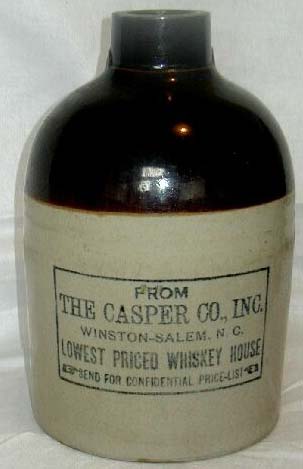 FROM
THE CASPER CO., INC.
WINSTON-SALEM, N. C.
LOWEST PRICED WHISKEY HOUSE
SEND FOR CONFIDENTIAL PRICE-LIST